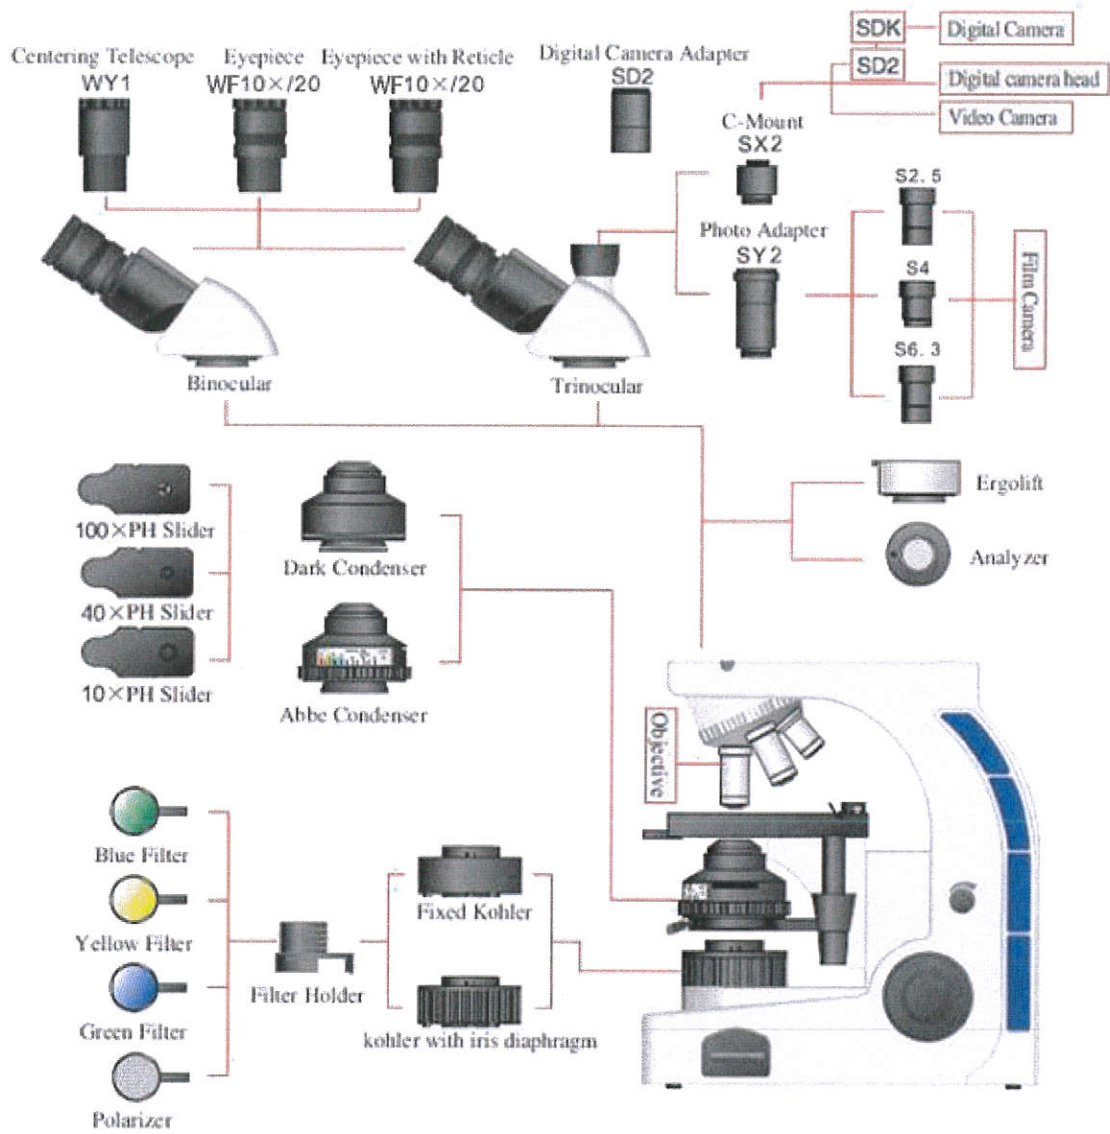 SDK
Digital Camera
Centering Telescope
WY1
Eyepiece
WF10×/20
Eyepiece with Reticle
WF10×/20
Digital Camera Adapter
SD2
SD2
Digital camera head
Video Camera
C-Mount
SX2
S2. 5
Photo Adapter
SY2
S4
Film Camera
S6. 3
Binocular
Trinocular
Ergolift
100×PH Slider
Dark Condenser
Analyzer
40×PH Slider
10×PH Slider
Abbe Condenser
Objective
Blue Filter
Fixed Kohler
Yellow Filter
Filter Holder
Green Filter
kohler with iris diaphragm
Polarizer